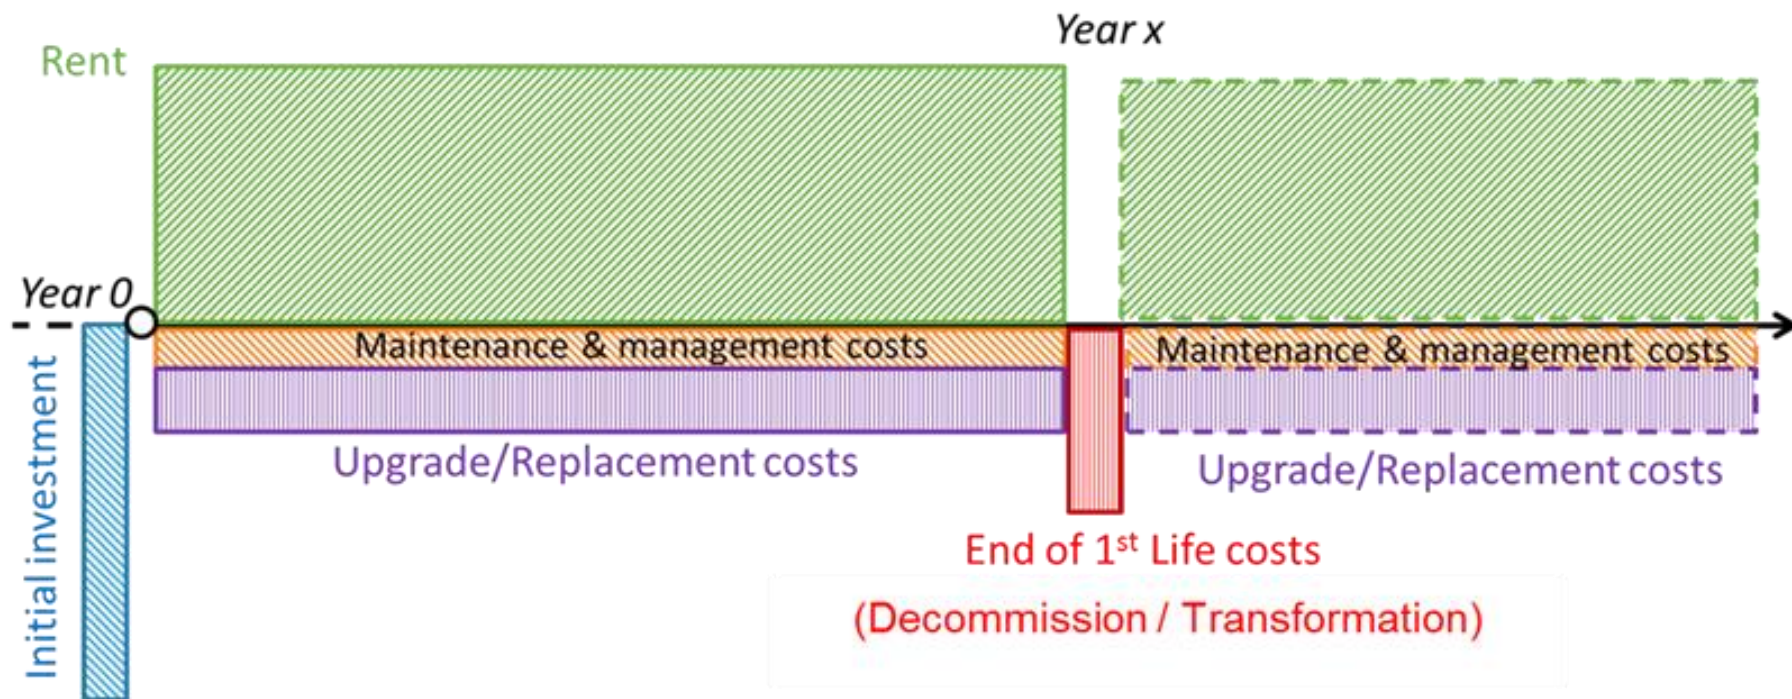 Year x
Rent
Year 0
Maintenance & management costs
Maintenance & management costs
Upgrade/Replacement costs
Upgrade/Replacement costs
Initial investment
End of 1st Life costs
(Decommission / Transformation)